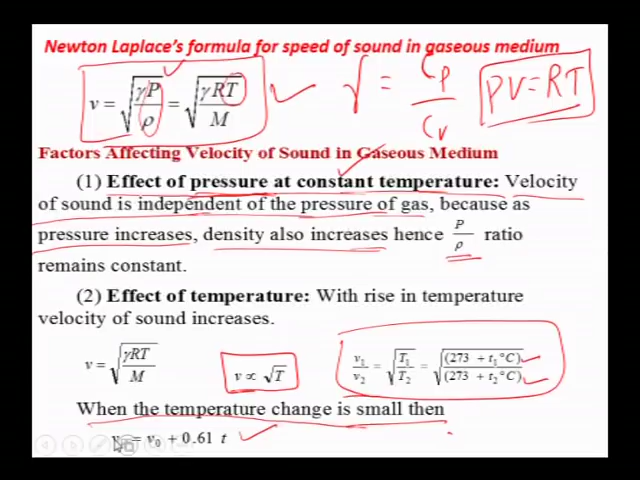 Newton Laplace's formula for speed of sound in gaseous medium
v = √(γP/ρ) = √(γRT/M)
γ = Cp/Cv
PV=RT
Factors Affecting Velocity of Sound in Gaseous Medium
(1) Effect of pressure at constant temperature: Velocity
of sound is independent of the pressure of gas, because as
pressure increases, density also increases hence P/ρ ratio
remains constant.
(2) Effect of temperature: With rise in temperature
velocity of sound increases.
v = √(γRT/M)
v ∝ √T
v₁/v₂ = √(T₁/T₂) = √((273 + t₁°C)/(273 + t₂°C))
When the temperature change is small then
= v₀ + 0.61 t